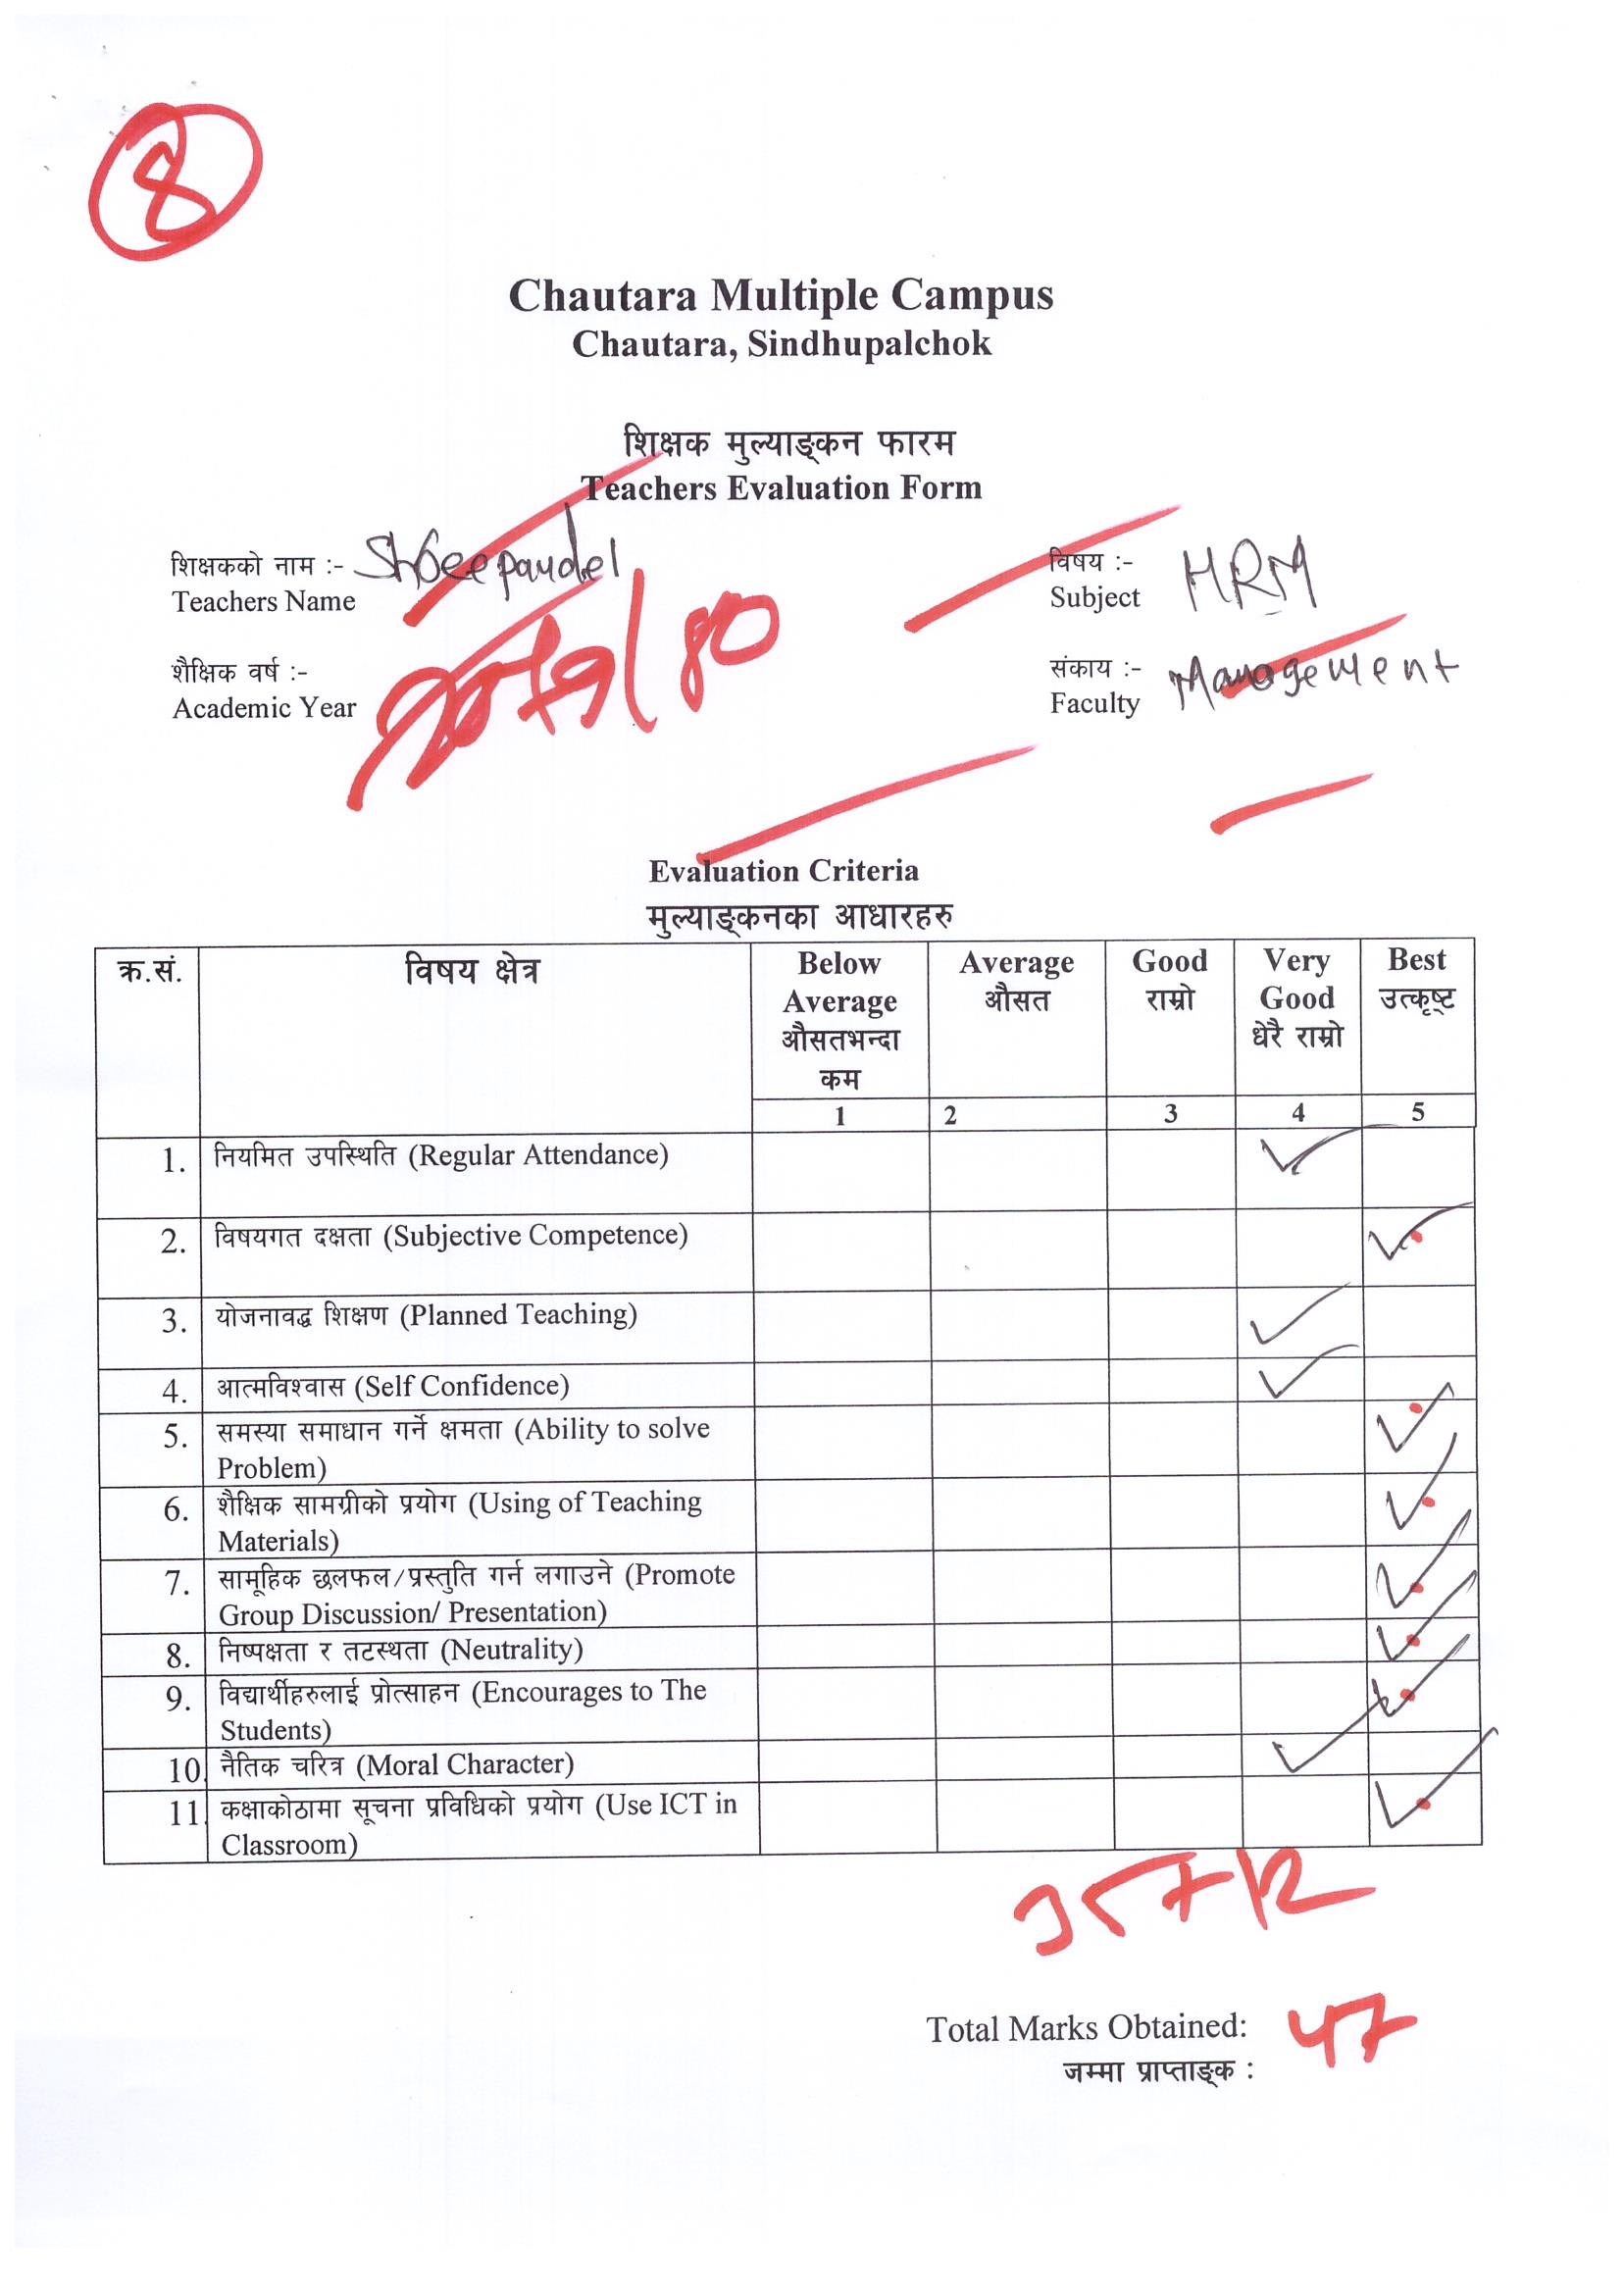 8
Chautara Multiple Campus
Chautara, Sindhupalchok
शिक्षक मुल्याङ्कन फारम
Teachers Evaluation Form
शिक्षकको नाम :- Shree paudel विषय :- HRM
Teachers Name Subject
शैक्षिक वर्ष :- 2079/80 संकाय :- Management
Academic Year Faculty
Evaluation Criteria
मुल्याङ्कनका आधारहरु
क्र.सं. विषय क्षेत्र Below Average Good Very Best
Average औसत राम्रो Good उत्कृष्ट
औसतभन्दा धेरै राम्रो
कम
1 2 3 4 5
1. नियमित उपस्थिति (Regular Attendance) ✓
2. विषयगत दक्षता (Subjective Competence) ✓
3. योजनावद्ध शिक्षण (Planned Teaching) ✓
4. आत्मविश्वास (Self Confidence) ✓
5. समस्या समाधान गर्ने क्षमता (Ability to solve ✓
Problem)
6. शैक्षिक सामग्रीको प्रयोग (Using of Teaching ✓
Materials)
7. सामूहिक छलफल/प्रस्तुति गर्न लगाउने (Promote ✓
Group Discussion/ Presentation)
8. निष्पक्षता र तटस्थता (Neutrality) ✓
9. विद्यार्थीहरुलाई प्रोत्साहन (Encourages to The ✓
Students)
10. नैतिक चरित्र (Moral Character) ✓
11. कक्षाकोठामा सूचना प्रविधिको प्रयोग (Use ICT in ✓
Classroom)
Total Marks Obtained:
जम्मा प्राप्ताङ्क :